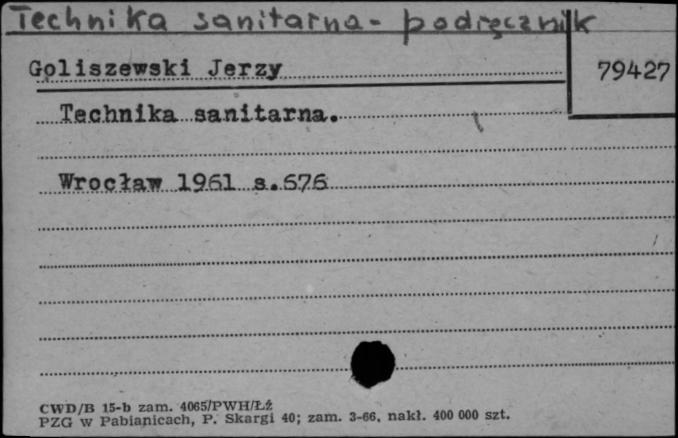 Technika sanitarna - podręcznik
Goliszewski Jerzy 79427
Technika sanitarna.
Wrocław 1961 s.676
CWD/B 15-b zam. 4065/PWH/Łź
PZG w Pabianicach, P. Skargi 40; zam. 3-66, nakł. 400 000 szt.